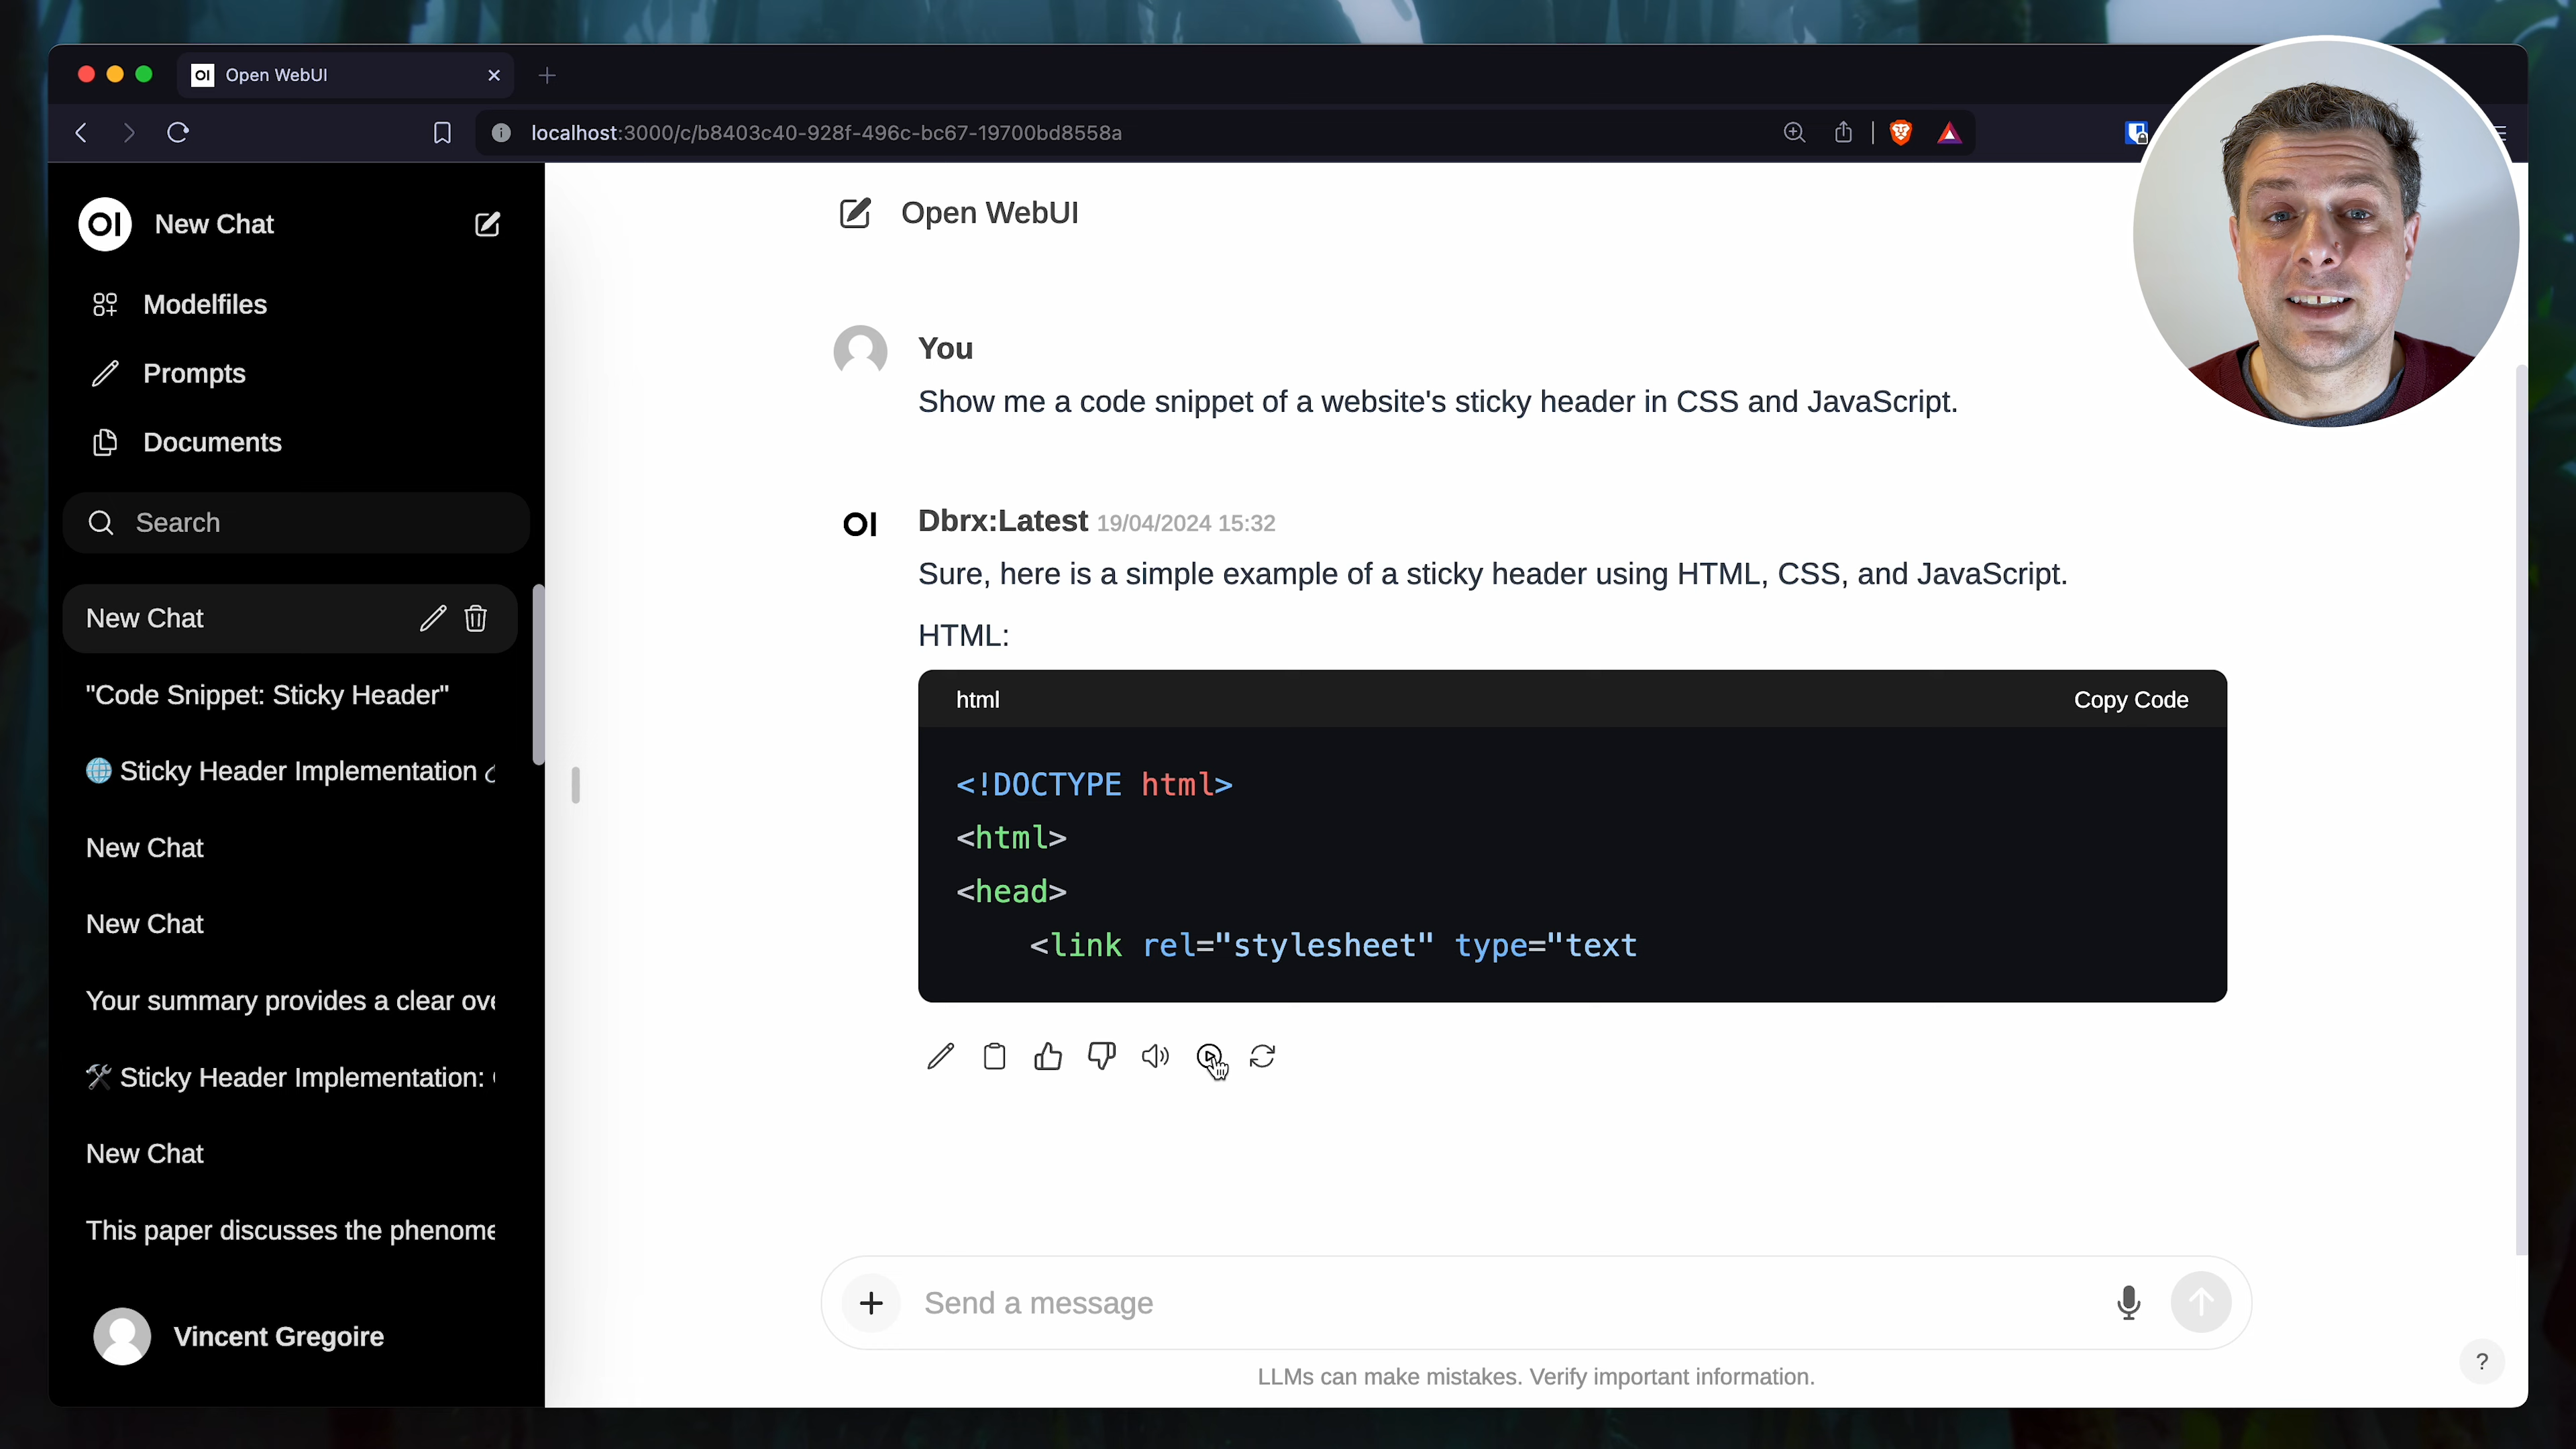 OI Open WebUI
localhost:3000/c/b8403c40-928f-496c-bc67-19700bd8558a
OI New Chat
Modelfiles
Prompts
Documents
Search
New Chat
"Code Snippet: Sticky Header"
Sticky Header Implementation
New Chat
New Chat
Your summary provides a clear ove
Sticky Header Implementation:
New Chat
This paper discusses the phenome
Vincent Gregoire
Open WebUI
You
Show me a code snippet of a website's sticky header in CSS and JavaScript.
OI Dbrx:Latest 19/04/2024 15:32
Sure, here is a simple example of a sticky header using HTML, CSS, and JavaScript.
HTML:
html Copy Code
<!DOCTYPE html>
<html>
<head>
<link rel="stylesheet" type="text
Send a message
LLMs can make mistakes. Verify important information.
?